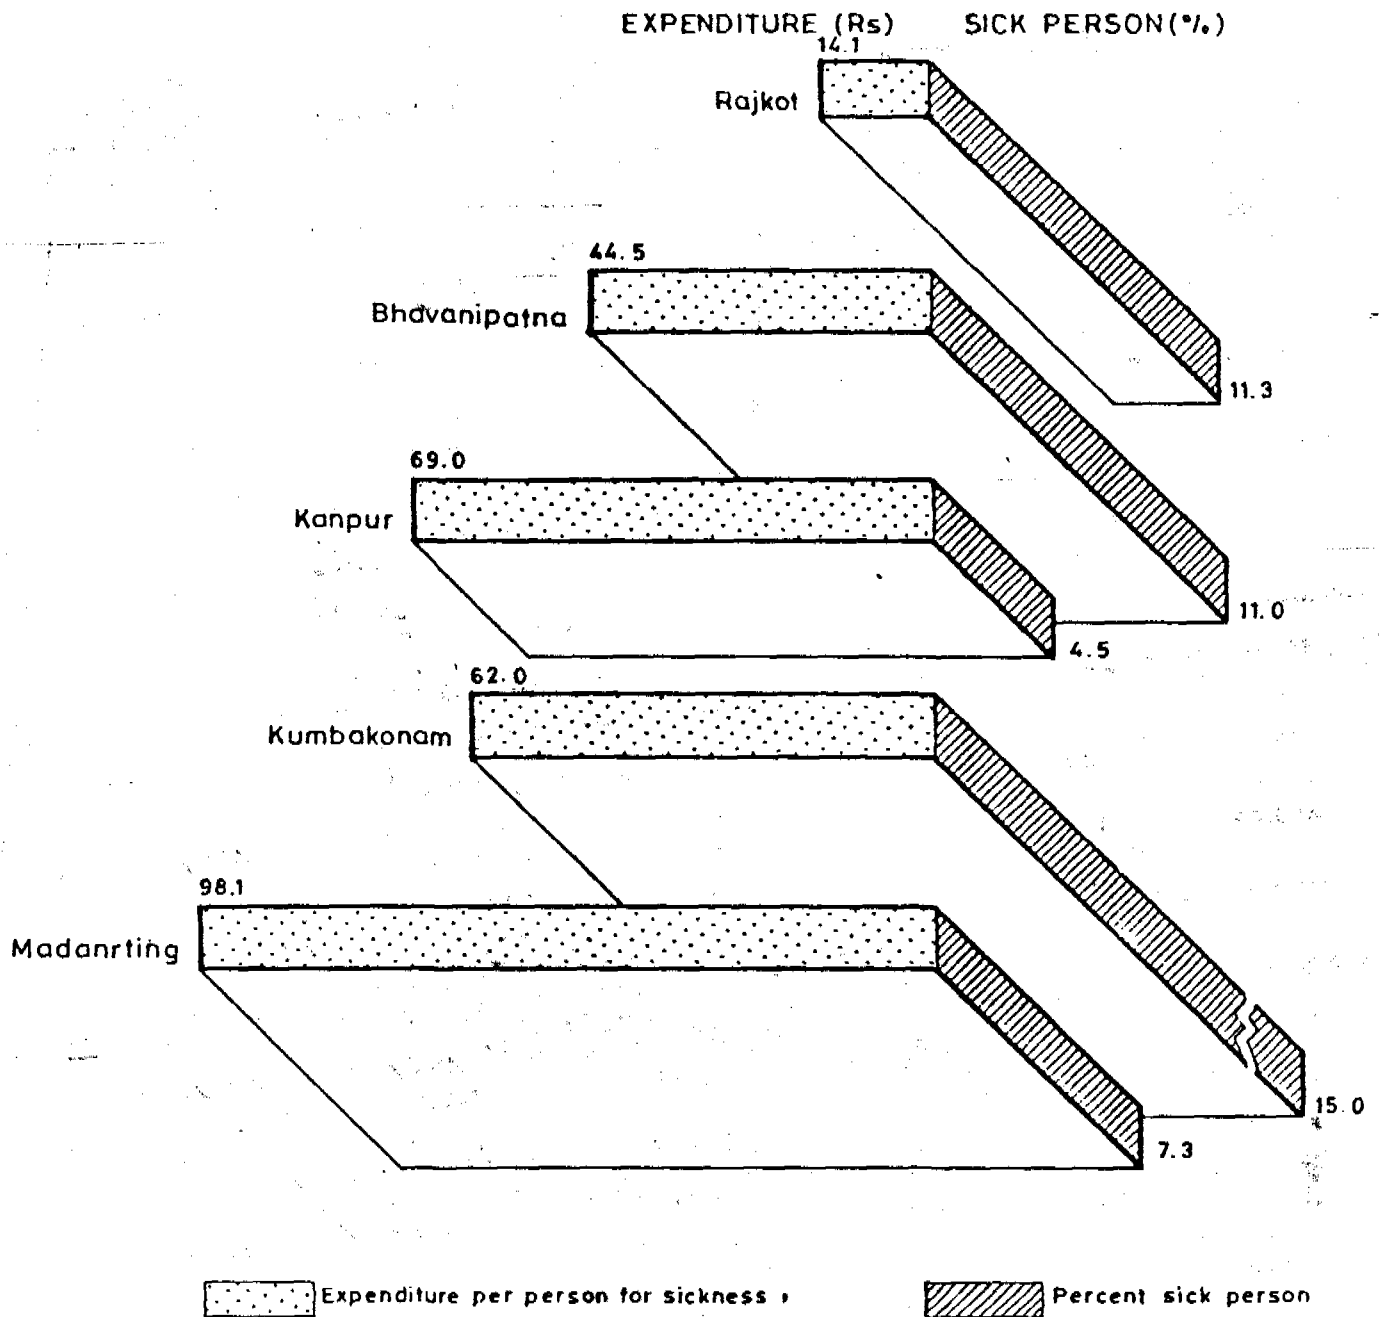 EXPENDITURE (Rs) SICK PERSON (%)
14.1
Rajkot
11.3
44.5
Bhavanipatna
11.0
69.0
Kanpur
4.5
62.0
Kumbakonam
15.0
98.1
Madanrting
7.3
Expenditure per person for sickness
Percent sick person